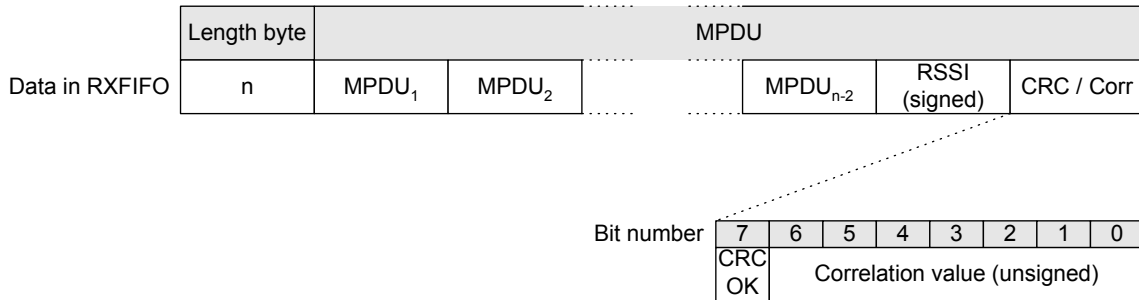 Length byte MPDU
Data in RXFIFO n MPDU1 MPDU2 MPDUn-2 RSSI (signed) CRC / Corr
Bit number 7 6 5 4 3 2 1 0
CRC OK Correlation value (unsigned)